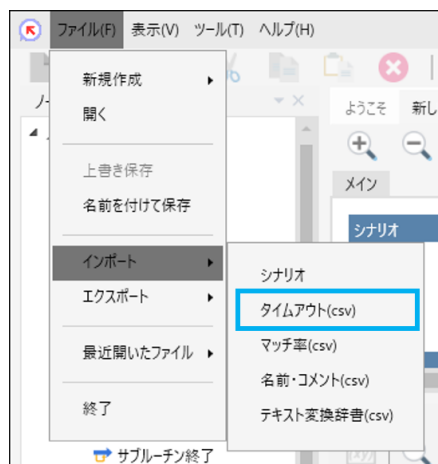 ファイル(F) 表示(V) ツール(T) ヘルプ(H)
新規作成
開く
上書き保存
名前を付けて保存
インポート
エクスポート
最近開いたファイル
終了
シナリオ
タイムアウト(csv)
マッチ率(csv)
名前・コメント(csv)
テキスト変換辞書(csv)
ようこそ 新し
メイン
シナリオ
サブルーチン終了